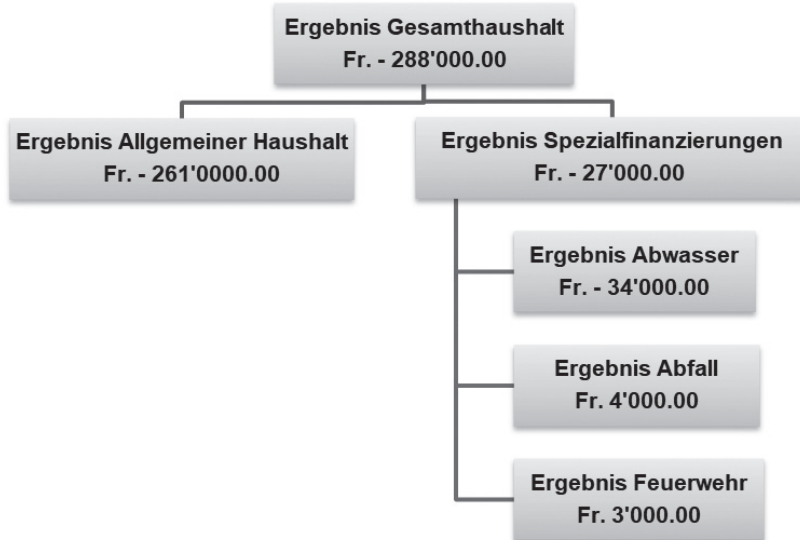 Ergebnis Gesamthaushalt
Fr. - 288'000.00
Ergebnis Allgemeiner Haushalt
Fr. - 261'0000.00
Ergebnis Spezialfinanzierungen
Fr. - 27'000.00
Ergebnis Abwasser
Fr. - 34'000.00
Ergebnis Abfall
Fr. 4'000.00
Ergebnis Feuerwehr
Fr. 3'000.00